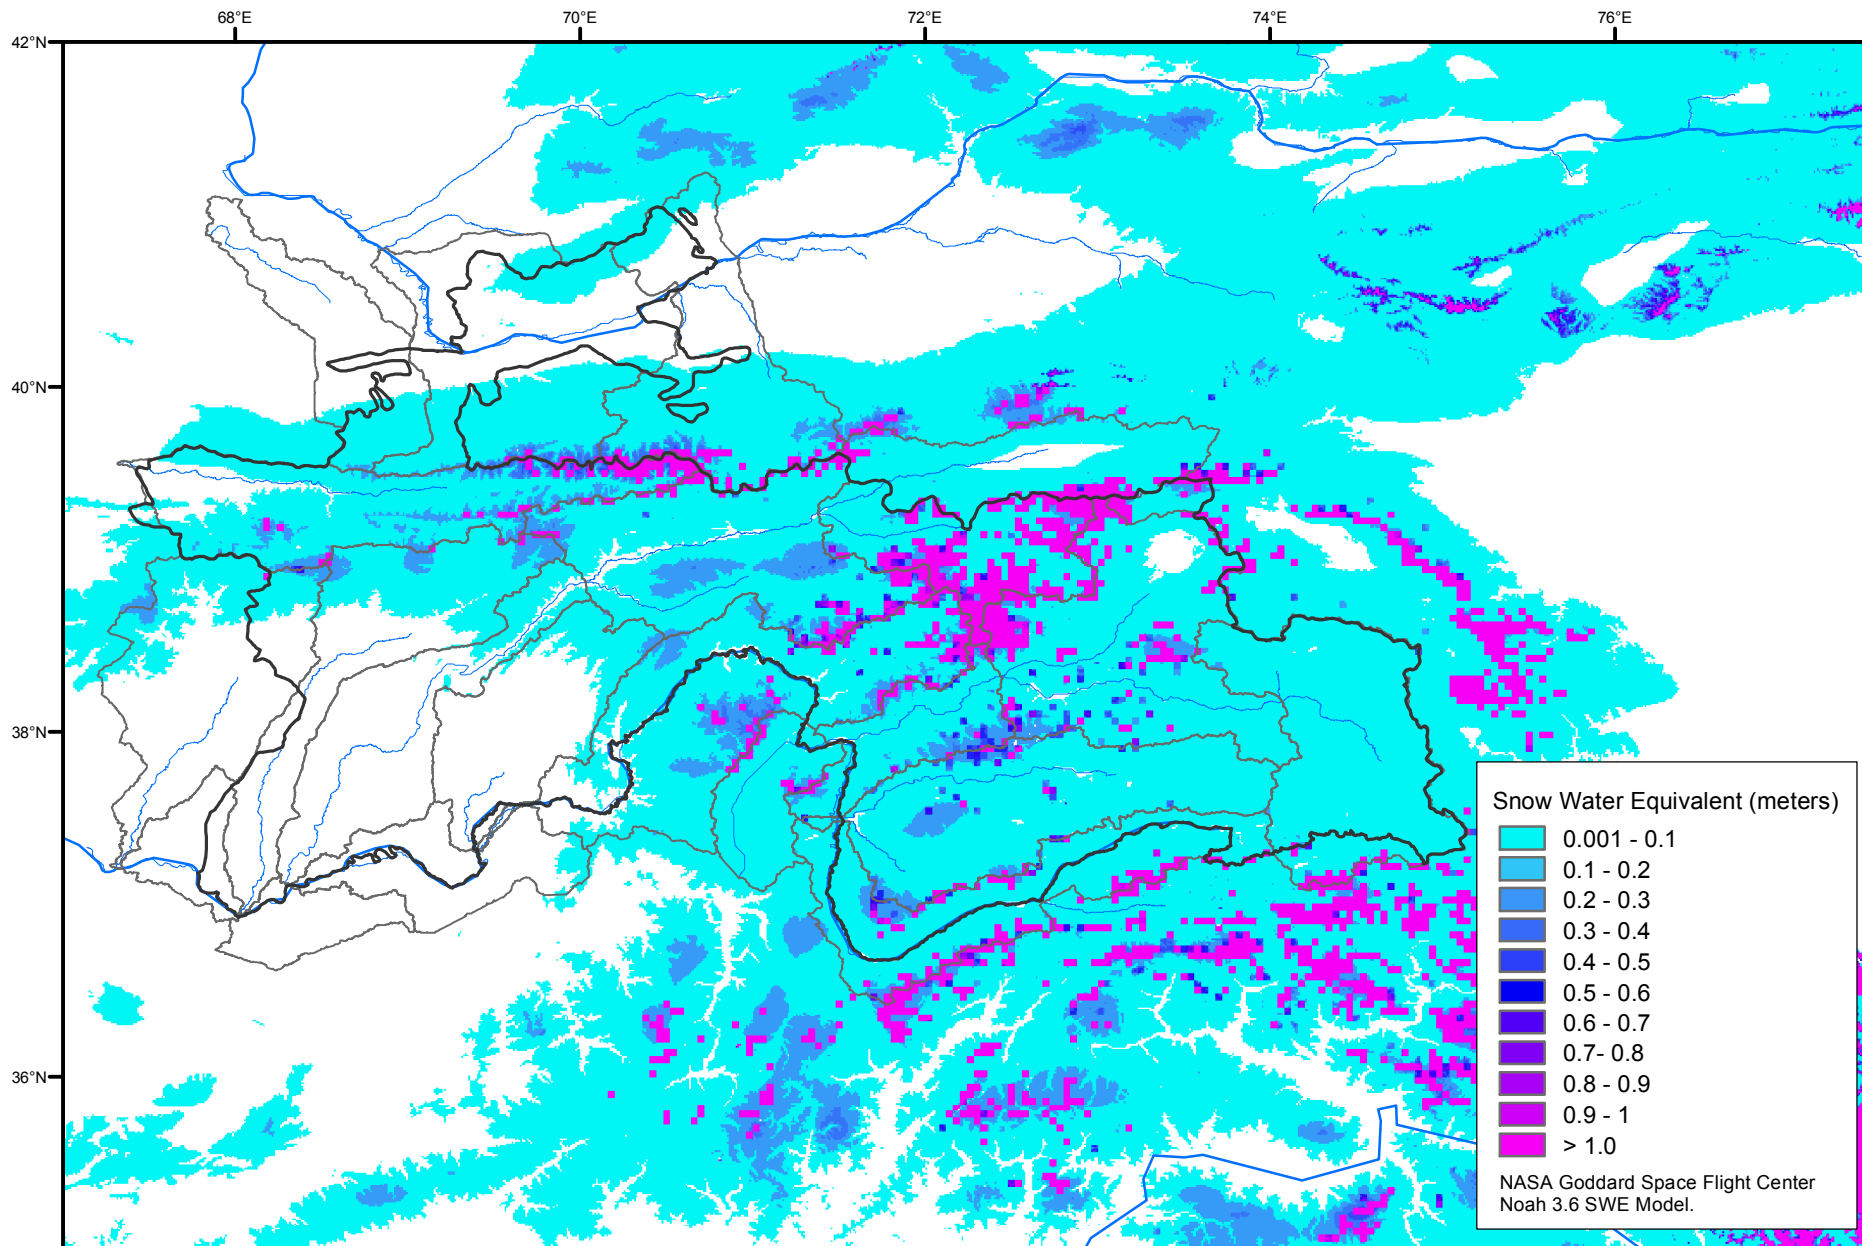 68°E 70°E 72°E 74°E 76°E
42°N
40°N
38°N
36°N
Snow Water Equivalent (meters)
0.001 - 0.1
0.1 - 0.2
0.2 - 0.3
0.3 - 0.4
0.4 - 0.5
0.5 - 0.6
0.6 - 0.7
0.7- 0.8
0.8 - 0.9
0.9 - 1
> 1.0
NASA Goddard Space Flight Center
Noah 3.6 SWE Model.